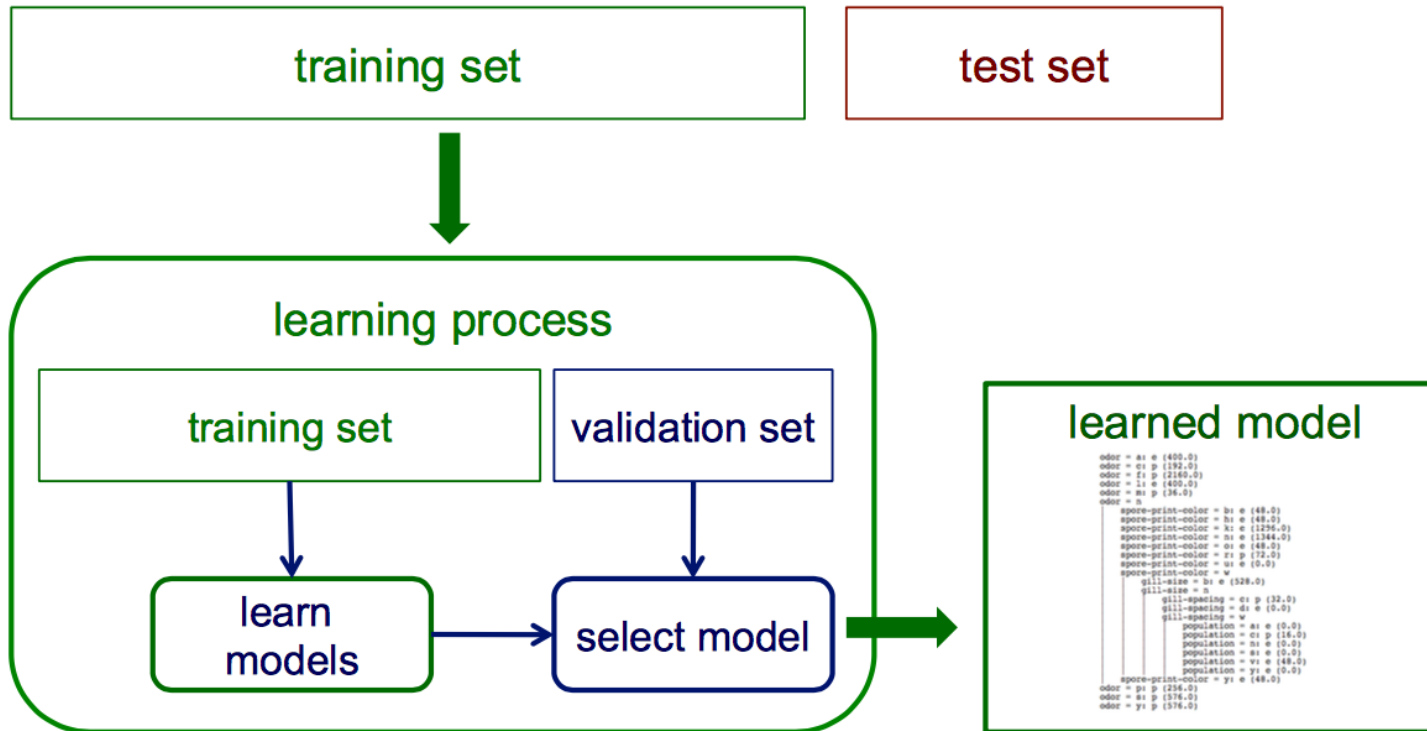 training set
test set
learning process
training set
validation set
learn
models
select model
learned model
odor = a: e (400.0)
odor = c: p (192.0)
odor = f: p (2160.0)
odor = l: e (400.0)
odor = m: p (36.0)
odor = n
| spore-print-color = b: e (48.0)
| spore-print-color = h: e (48.0)
| spore-print-color = k: e (1296.0)
| spore-print-color = n: e (1344.0)
| spore-print-color = o: e (48.0)
| spore-print-color = r: p (72.0)
| spore-print-color = u: e (0.0)
| spore-print-color = w
| | gill-size = b: e (528.0)
| | gill-size = n
| | | gill-spacing = c: p (32.0)
| | | gill-spacing = d: e (0.0)
| | | gill-spacing = w
| | | | population = a: e (0.0)
| | | | population = c: p (16.0)
| | | | population = n: e (0.0)
| | | | population = s: e (0.0)
| | | | population = v: e (48.0)
| | | | population = y: e (0.0)
| spore-print-color = y: e (48.0)
odor = p: p (256.0)
odor = s: p (576.0)
odor = y: p (576.0)